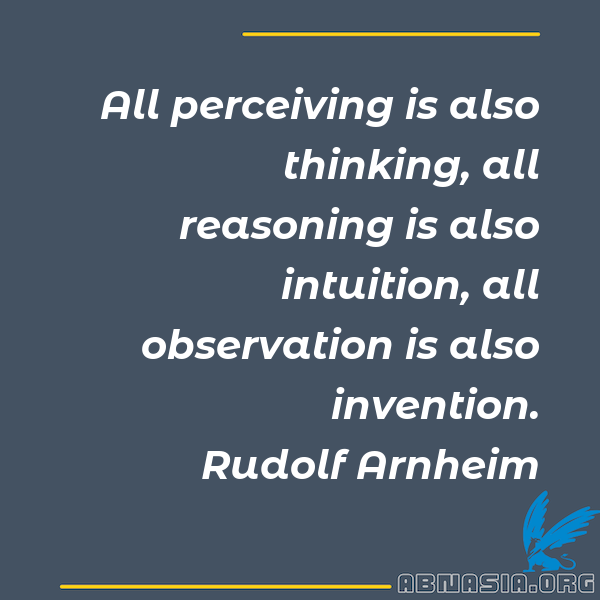 All perceiving is also
thinking, all
reasoning is also
intuition, all
observation is also
invention.
Rudolf Arnheim
ABNASIA.ORG